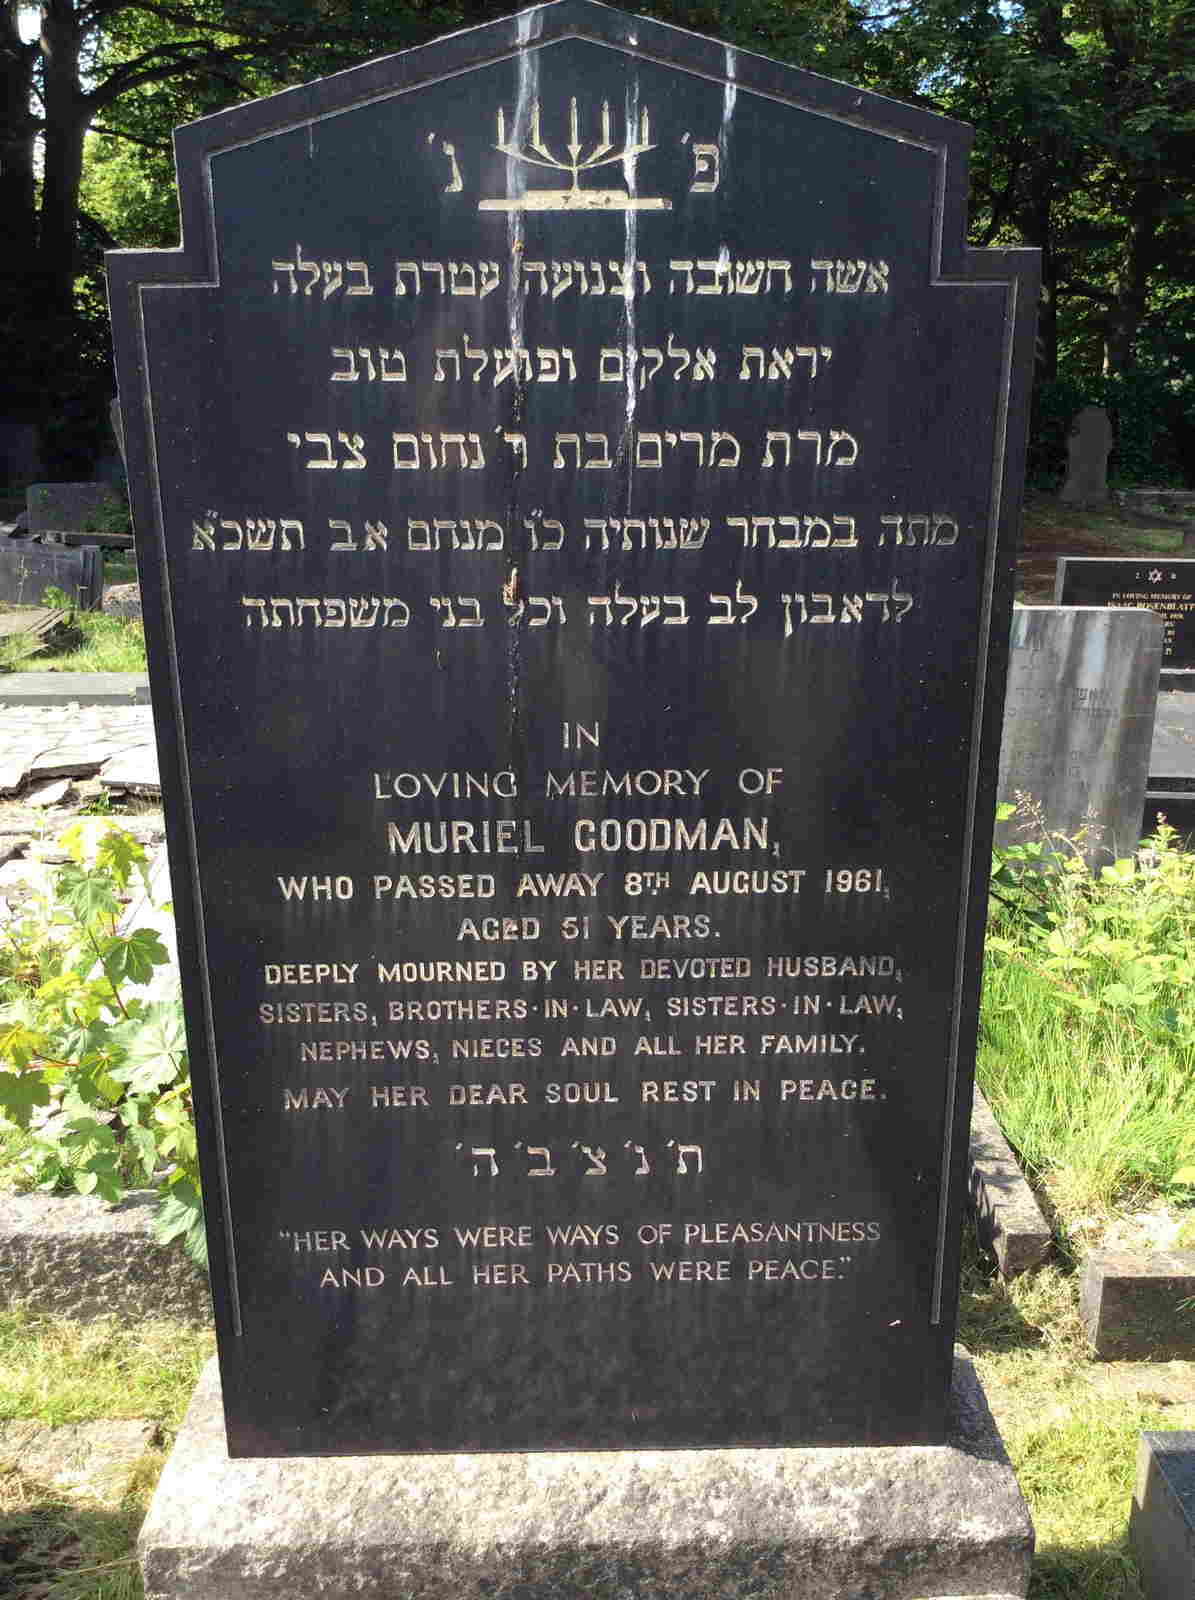 פ' נ'
אשה חשובה וצנועה עטרת בעלה
יראת אלקים ופועלת טוב
מרת מרים בת ר' נחום צבי
מתה במבחר שנותיה כ"ו מנחם אב תשכ"א
לדאבון לב בעלה וכל בני משפחתה
IN
LOVING MEMORY OF
MURIEL GOODMAN,
WHO PASSED AWAY 8TH AUGUST 1961,
AGED 51 YEARS.
DEEPLY MOURNED BY HER DEVOTED HUSBAND,
SISTERS, BROTHERS·IN·LAW, SISTERS·IN·LAW,
NEPHEWS, NIECES AND ALL HER FAMILY.
MAY HER DEAR SOUL REST IN PEACE.
ת' נ' צ' ב' ה'
"HER WAYS WERE WAYS OF PLEASANTNESS
AND ALL HER PATHS WERE PEACE."
IN LOVING MEMORY OF
ISAAC ROSENBLATT